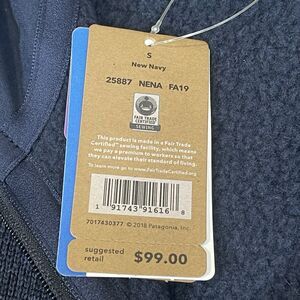 S
New Navy
25887 NENA FA19
FAIR TRADE
CERTIFIED
SEWING
This product is made in a Fair Trade
Certified™ sewing facility, which means
we pay a premium to workers so that
they can elevate their standard of living.
To learn more go to www.FairTradeCertified.org
1 91743 91616 8
7017430377 © 2018 Patagonia, Inc.
suggested
retail $99.00